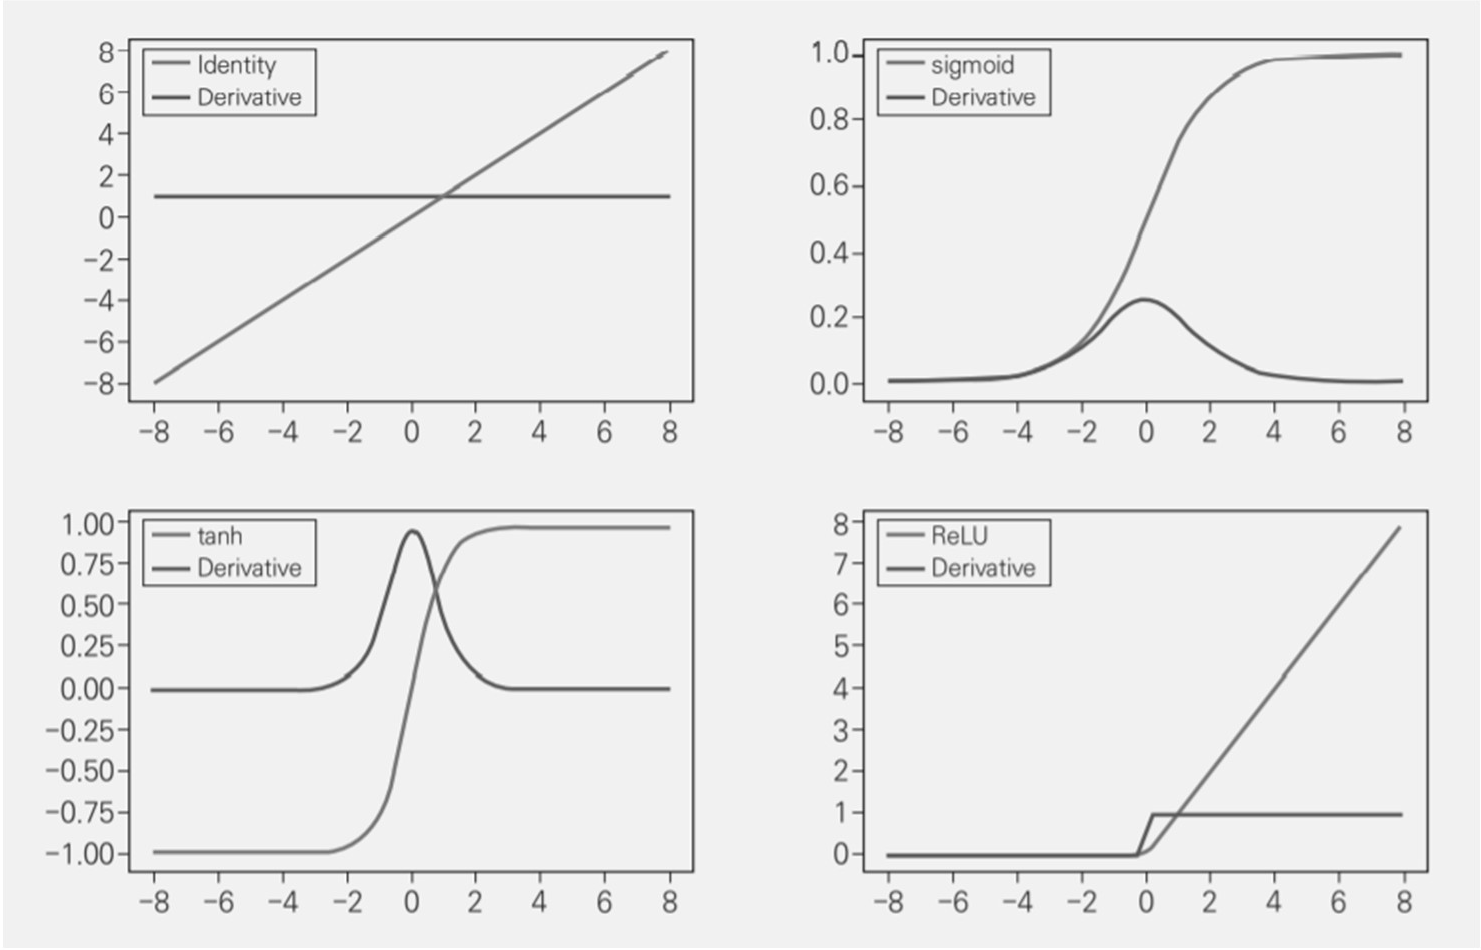 8
6
4
2
0
−2
−4
−6
−8
Identity
Derivative
−8 −6 −4 −2 0 2 4 6 8
1.0
0.8
0.6
0.4
0.2
0.0
sigmoid
Derivative
−8 −6 −4 −2 0 2 4 6 8
1.00
0.75
0.50
0.25
0.00
−0.25
−0.50
−0.75
−1.00
tanh
Derivative
−8 −6 −4 −2 0 2 4 6 8
8
7
6
5
4
3
2
1
0
ReLU
Derivative
−8 −6 −4 −2 0 2 4 6 8